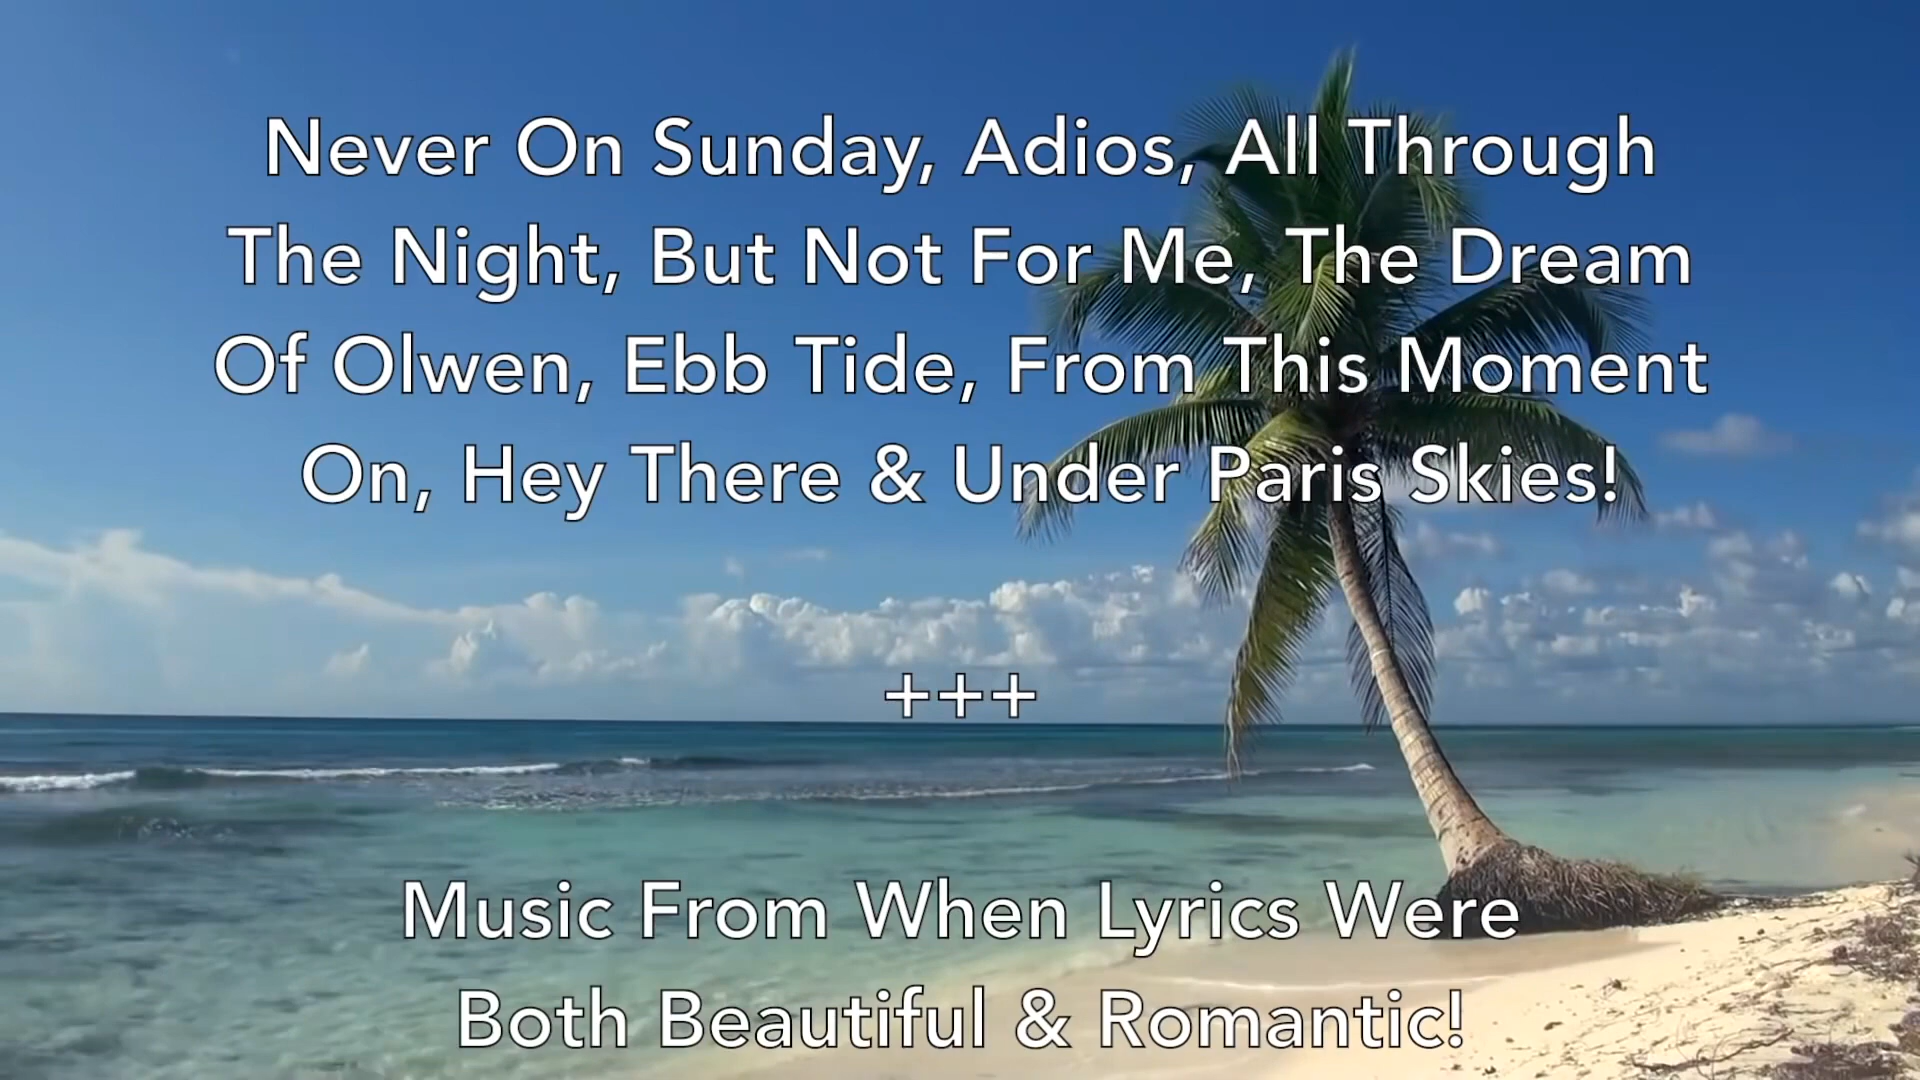 Never On Sunday, Adios, All Through
The Night, But Not For Me, The Dream
Of Olwen, Ebb Tide, From This Moment
On, Hey There & Under Paris Skies!
+++
Music From When Lyrics Were
Both Beautiful & Romantic!